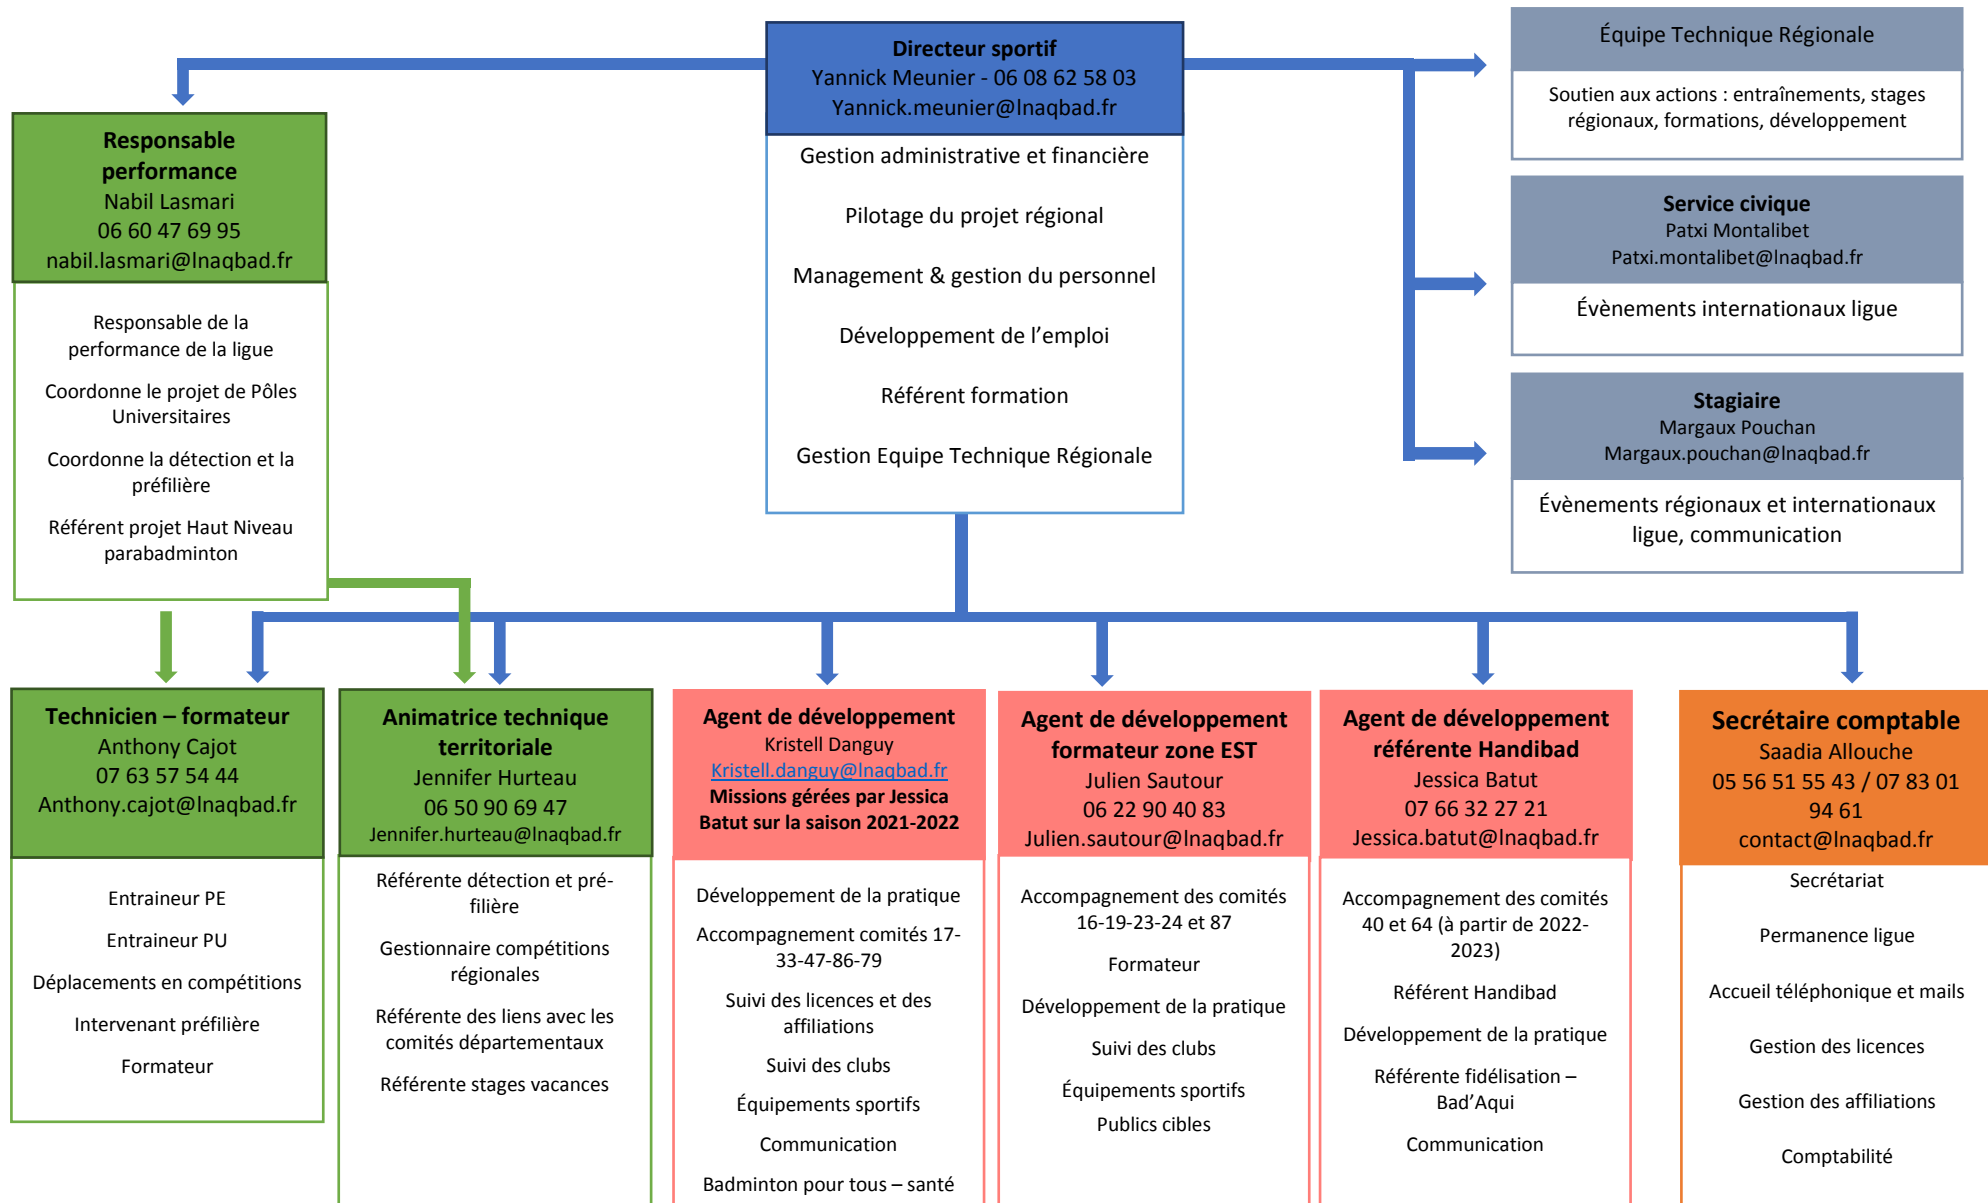 Directeur sportif
Yannick Meunier - 06 08 62 58 03
Yannick.meunier@lnaqbad.fr
Gestion administrative et financière
Pilotage du projet régional
Management & gestion du personnel
Développement de l’emploi
Référent formation
Gestion Equipe Technique Régionale
Équipe Technique Régionale
Soutien aux actions : entraînements, stages
régionaux, formations, développement
Service civique
Patxi Montalibet
Patxi.montalibet@lnaqbad.fr
Évènements internationaux ligue
Stagiaire
Margaux Pouchan
Margaux.pouchan@lnaqbad.fr
Évènements régionaux et internationaux
ligue, communication
Responsable
performance
Nabil Lasmari
06 60 47 69 95
nabil.lasmari@lnaqbad.fr
Responsable de la
performance de la ligue
Coordonne le projet de Pôles
Universitaires
Coordonne la détection et la
préfilière
Référent projet Haut Niveau
parabadminton
Technicien – formateur
Anthony Cajot
07 63 57 54 44
Anthony.cajot@lnaqbad.fr
Entraineur PE
Entraineur PU
Déplacements en compétitions
Intervenant préfilière
Formateur
Animatrice technique
territoriale
Jennifer Hurteau
06 50 90 69 47
Jennifer.hurteau@lnaqbad.fr
Référente détection et pré-
filière
Gestionnaire compétitions
régionales
Référente des liens avec les
comités départementaux
Référente stages vacances
Agent de développement
Kristell Danguy
Kristell.danguy@lnaqbad.fr
Missions gérées par Jessica
Batut sur la saison 2021-2022
Développement de la pratique
Accompagnement comités 17-
33-47-86-79
Suivi des licences et des
affiliations
Suivi des clubs
Équipements sportifs
Communication
Badminton pour tous – santé
Agent de développement
formateur zone EST
Julien Sautour
06 22 90 40 83
Julien.sautour@lnaqbad.fr
Accompagnement des comités
16-19-23-24 et 87
Formateur
Développement de la pratique
Suivi des clubs
Équipements sportifs
Publics cibles
Agent de développement
référente Handibad
Jessica Batut
07 66 32 27 21
Jessica.batut@lnaqbad.fr
Accompagnement des comités
40 et 64 (à partir de 2022-
2023)
Référent Handibad
Développement de la pratique
Référente fidélisation –
Bad’Aqui
Communication
Secrétaire comptable
Saadia Allouche
05 56 51 55 43 / 07 83 01
94 61
contact@lnaqbad.fr
Secrétariat
Permanence ligue
Accueil téléphonique et mails
Gestion des licences
Gestion des affiliations
Comptabilité